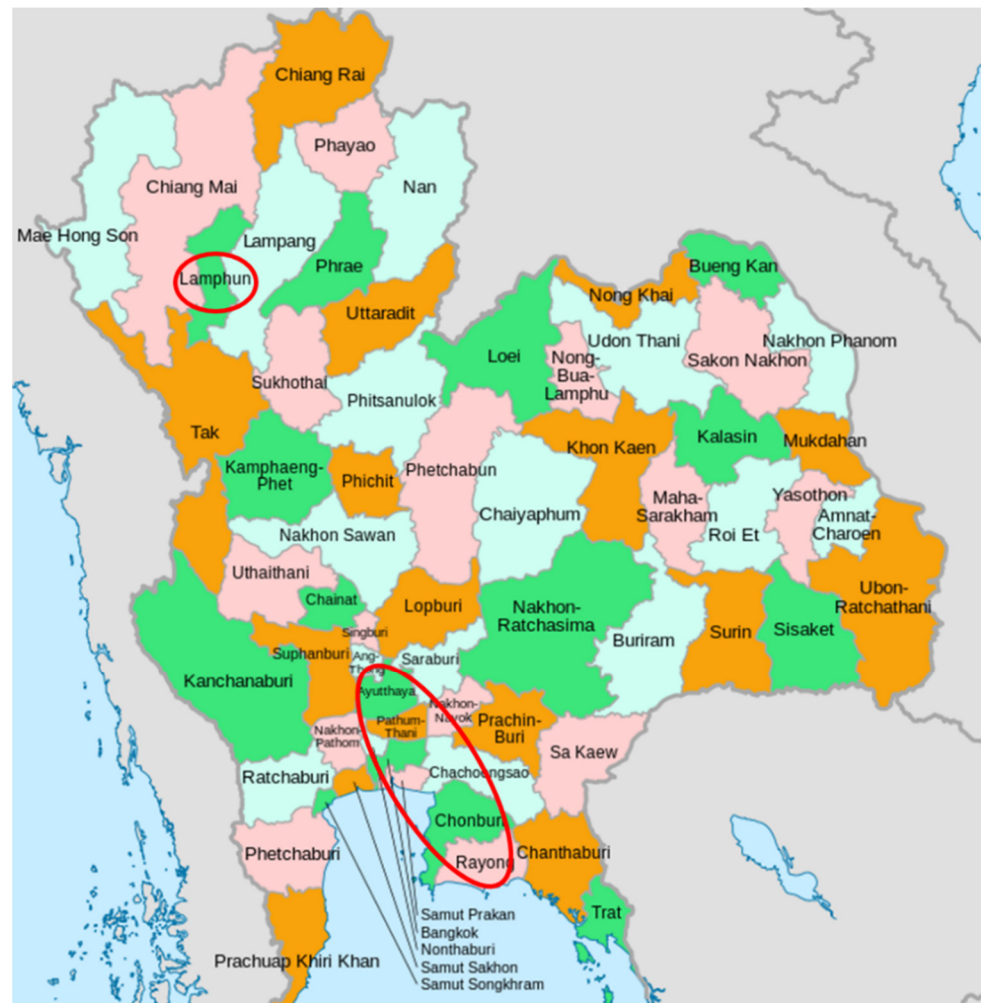 Chiang Rai
Phayao
Chiang Mai
Nan
Mae Hong Son
Lampang
Lamphun
Phrae
Bueng Kan
Nong Khai
Uttaradit
Udon Thani
Nakhon Phanom
Loei
Nong-
Bua-
Lamphu
Sakon Nakhon
Sukhothai
Phitsanulok
Tak
Khon Kaen
Kalasin
Mukdahan
Kamphaeng-
Phet
Phichit
Phetchabun
Maha-
Sarakham
Yasothon
Chaiyaphum
Roi Et
Amnat-
Charoen
Nakhon Sawan
Uthaithani
Chainat
Lopburi
Nakhon-
Ratchasima
Ubon-
Ratchathani
Singburi
Buriram
Surin
Sisaket
Suphanburi
Ang-
Thong
Saraburi
Kanchanaburi
Ayutthaya
Nakhon-
Nayok
Pathum-
Thani
Prachin-
Buri
Nakhon-
Pathom
Sa Kaew
Ratchaburi
Chachoengsao
Chonburi
Phetchaburi
Rayong
Chanthaburi
Trat
Samut Prakan
Bangkok
Nonthaburi
Samut Sakhon
Samut Songkhram
Prachuap Khiri Khan